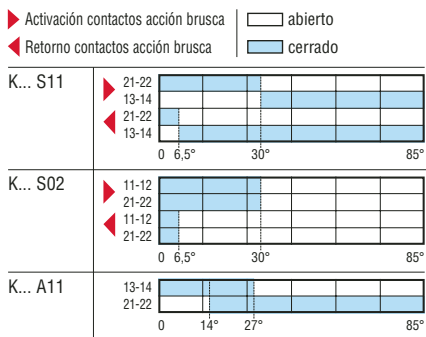 Activación contactos acción brusca abierto
Retorno contactos acción brusca cerrado
K... S11
21-22
13-14
21-22
13-14
0 6,5° 30° 85°
K... S02
11-12
21-22
11-12
21-22
0 6,5° 30° 85°
K... A11
13-14
21-22
0 14° 27° 85°